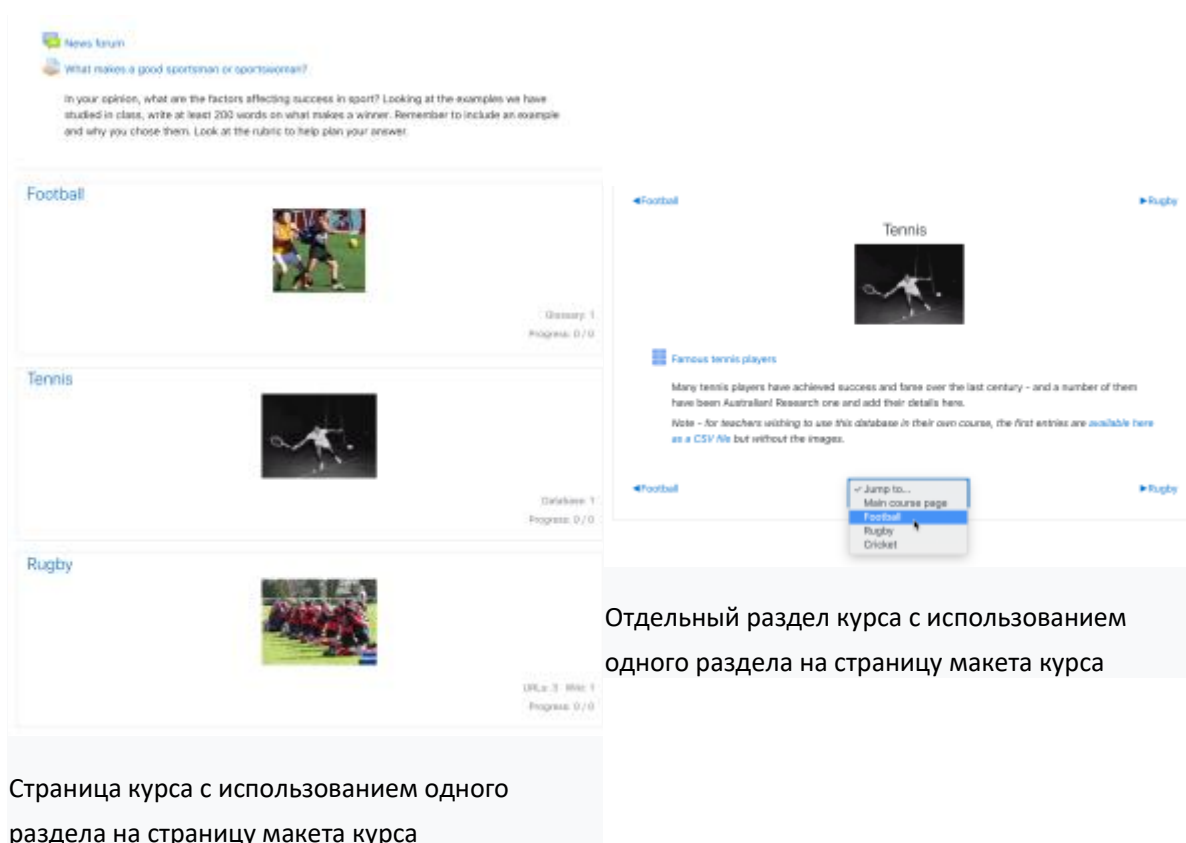 News forum
What makes a good sportsman or sportswoman?
In your opinion, what are the factors affecting success in sport? Looking at the examples we have
studied in class, write at least 200 words on what makes a winner. Remember to include an example
and why you chose them. Look at the rubric to help plan your answer.
Football
Glossary: 1
Progress: 0 / 0
Tennis
Database: 1
Progress: 0 / 0
Rugby
URLs: 3 Wiki: 1
Progress: 0 / 0
Страница курса с использованием одного
раздела на страницу макета курса
◀Football
▶Rugby
Tennis
Famous tennis players
Many tennis players have achieved success and fame over the last century - and a number of them
have been Australian! Research one and add their details here.
Note - for teachers wishing to use this database in their own course, the first entries are available here
as a CSV file but without the images.
◀Football
▶Rugby
✓ Jump to...
Main course page
Football
Rugby
Cricket
Отдельный раздел курса с использованием
одного раздела на страницу макета курса